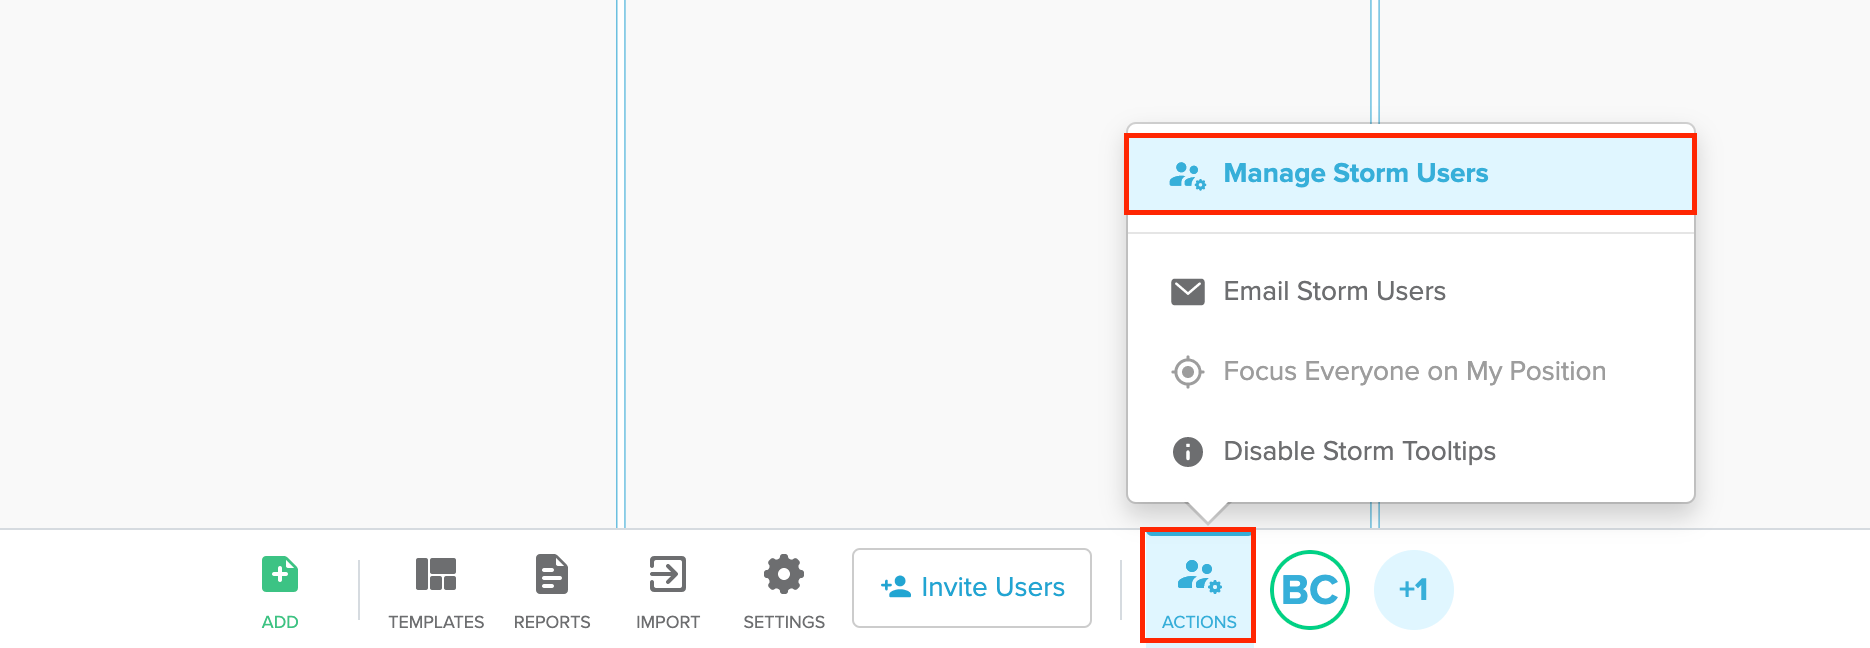 Manage Storm Users
Email Storm Users
Focus Everyone on My Position
Disable Storm Tooltips
ADD
TEMPLATES
REPORTS
IMPORT
SETTINGS
Invite Users
ACTIONS
BC
+1